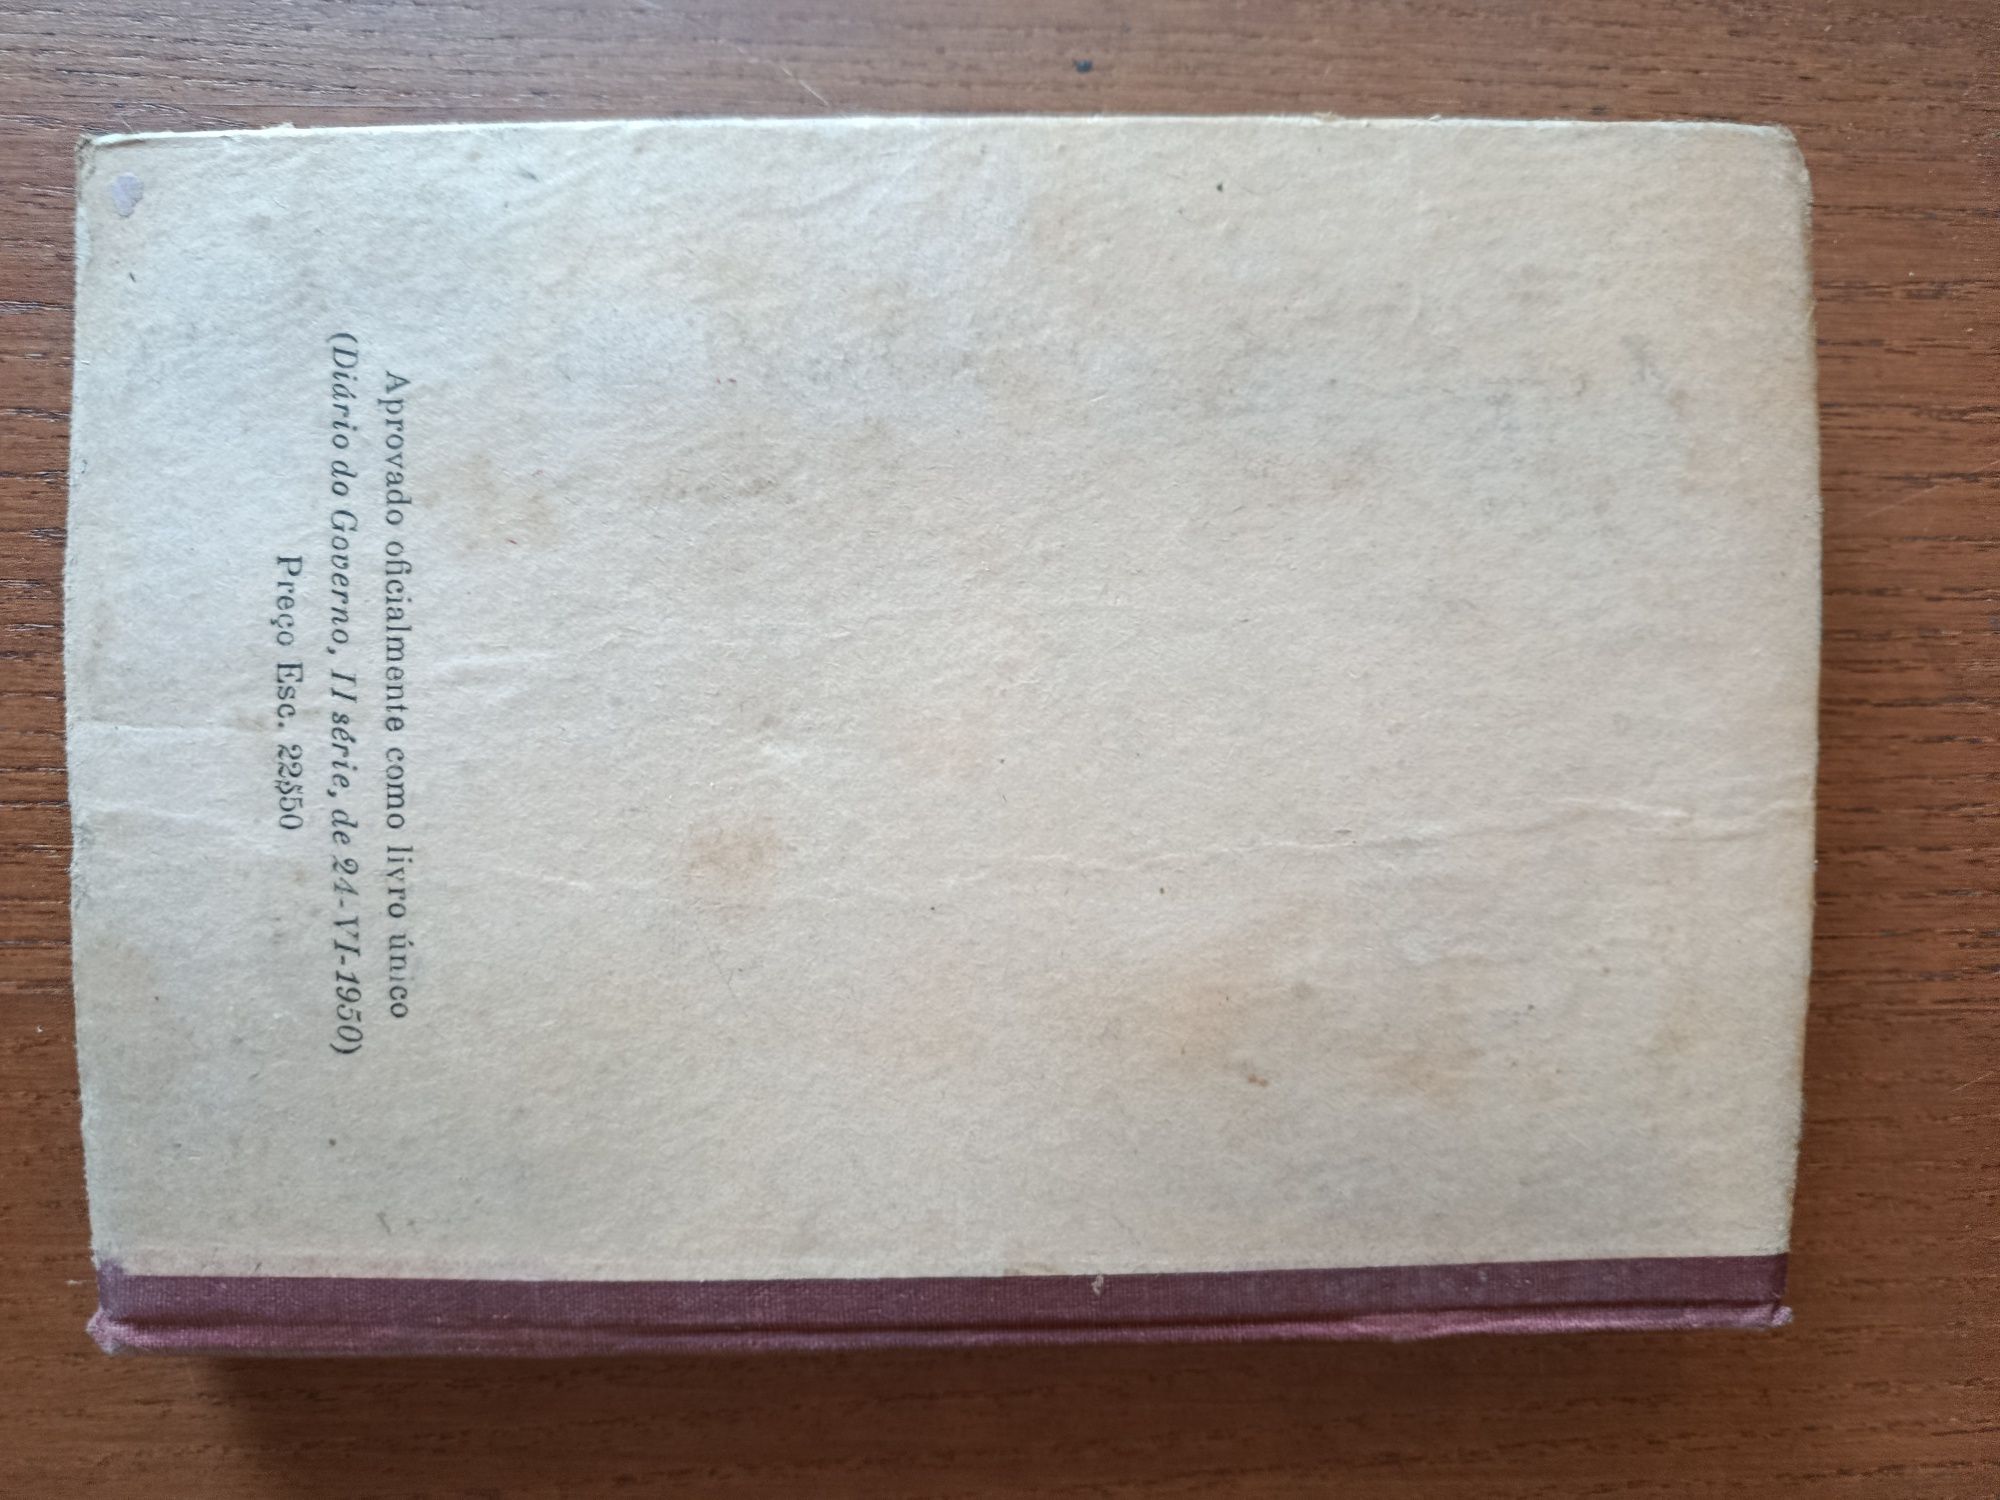 Aprovado oficialmente como livro único
(Diário do Governo, II série, de 24-VI-1950)
Preço Esc. 22$50